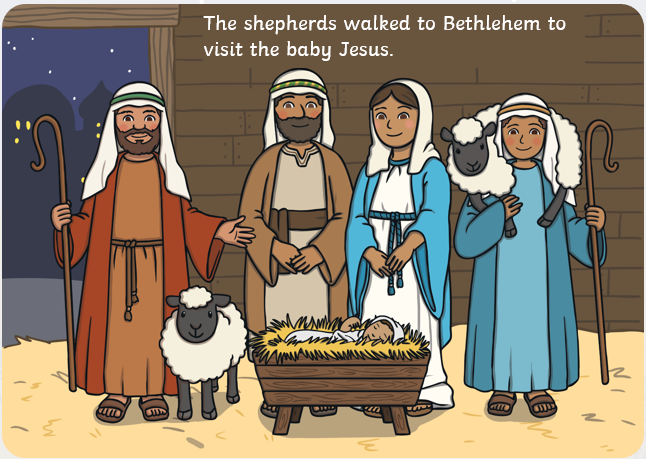 The shepherds walked to Bethlehem to
visit the baby Jesus.